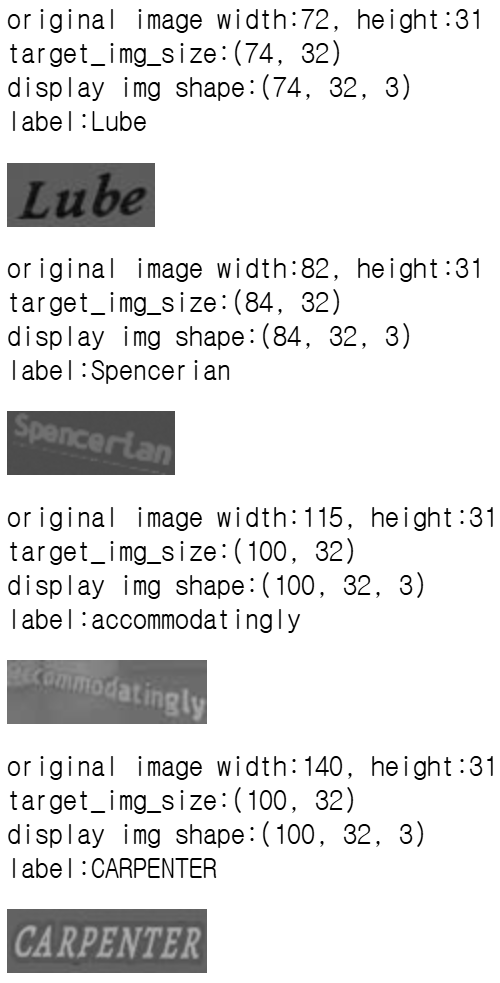 original image width:72, height:31
target_img_size:(74, 32)
display img shape:(74, 32, 3)
label:Lube
Lube
original image width:82, height:31
target_img_size:(84, 32)
display img shape:(84, 32, 3)
label:Spencerian
Spencerian
original image width:115, height:31
target_img_size:(100, 32)
display img shape:(100, 32, 3)
label:accommodatingly
accommodatingly
original image width:140, height:31
target_img_size:(100, 32)
display img shape:(100, 32, 3)
label:CARPENTER
CARPENTER